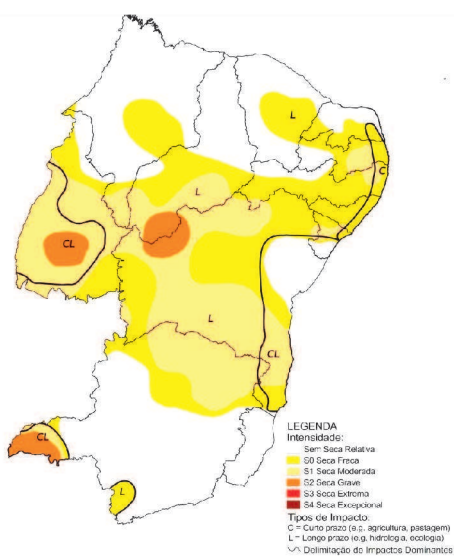 L
C
L
L
CL
L
CL
CL
L
LEGENDA
Intensidade:
Sem Seca Relativa
S0 Seca Fraca
S1 Seca Moderada
S2 Seca Grave
S3 Seca Extrema
S4 Seca Excepcional
Tipos de Impacto:
C = Curto prazo (e.g. agricultura, pastagem)
L = Longo prazo (e.g. hidrologia, ecologia)
Delimitação de Impactos Dominantes